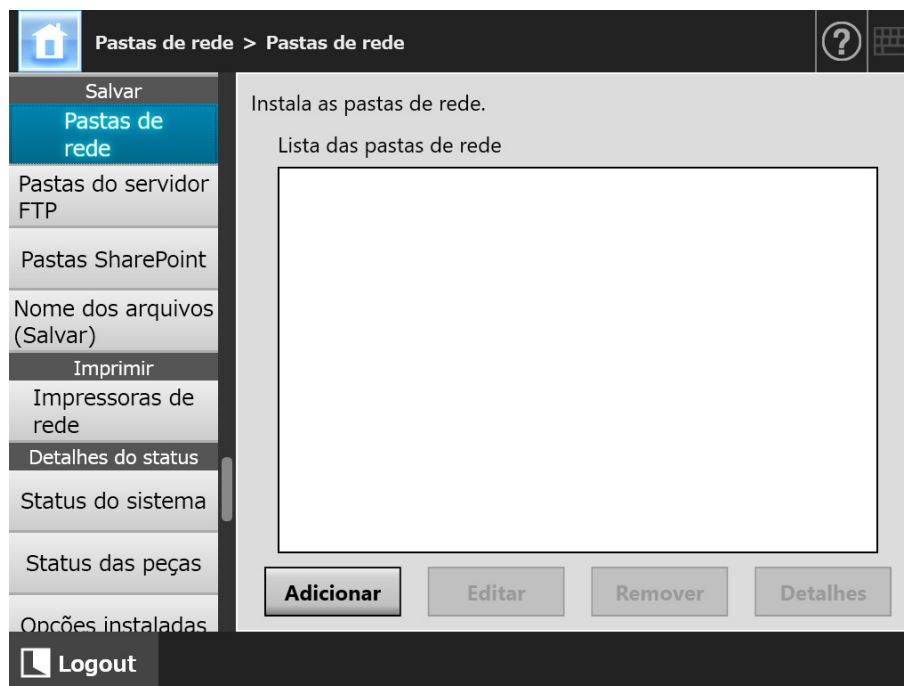 Pastas de rede > Pastas de rede
?
Salvar
Pastas de
rede
Pastas do servidor
FTP
Pastas SharePoint
Nome dos arquivos
(Salvar)
Imprimir
Impressoras de
rede
Detalhes do status
Status do sistema
Status das peças
Opções instaladas
Instala as pastas de rede.
Lista das pastas de rede
Adicionar
Editar
Remover
Detalhes
Logout